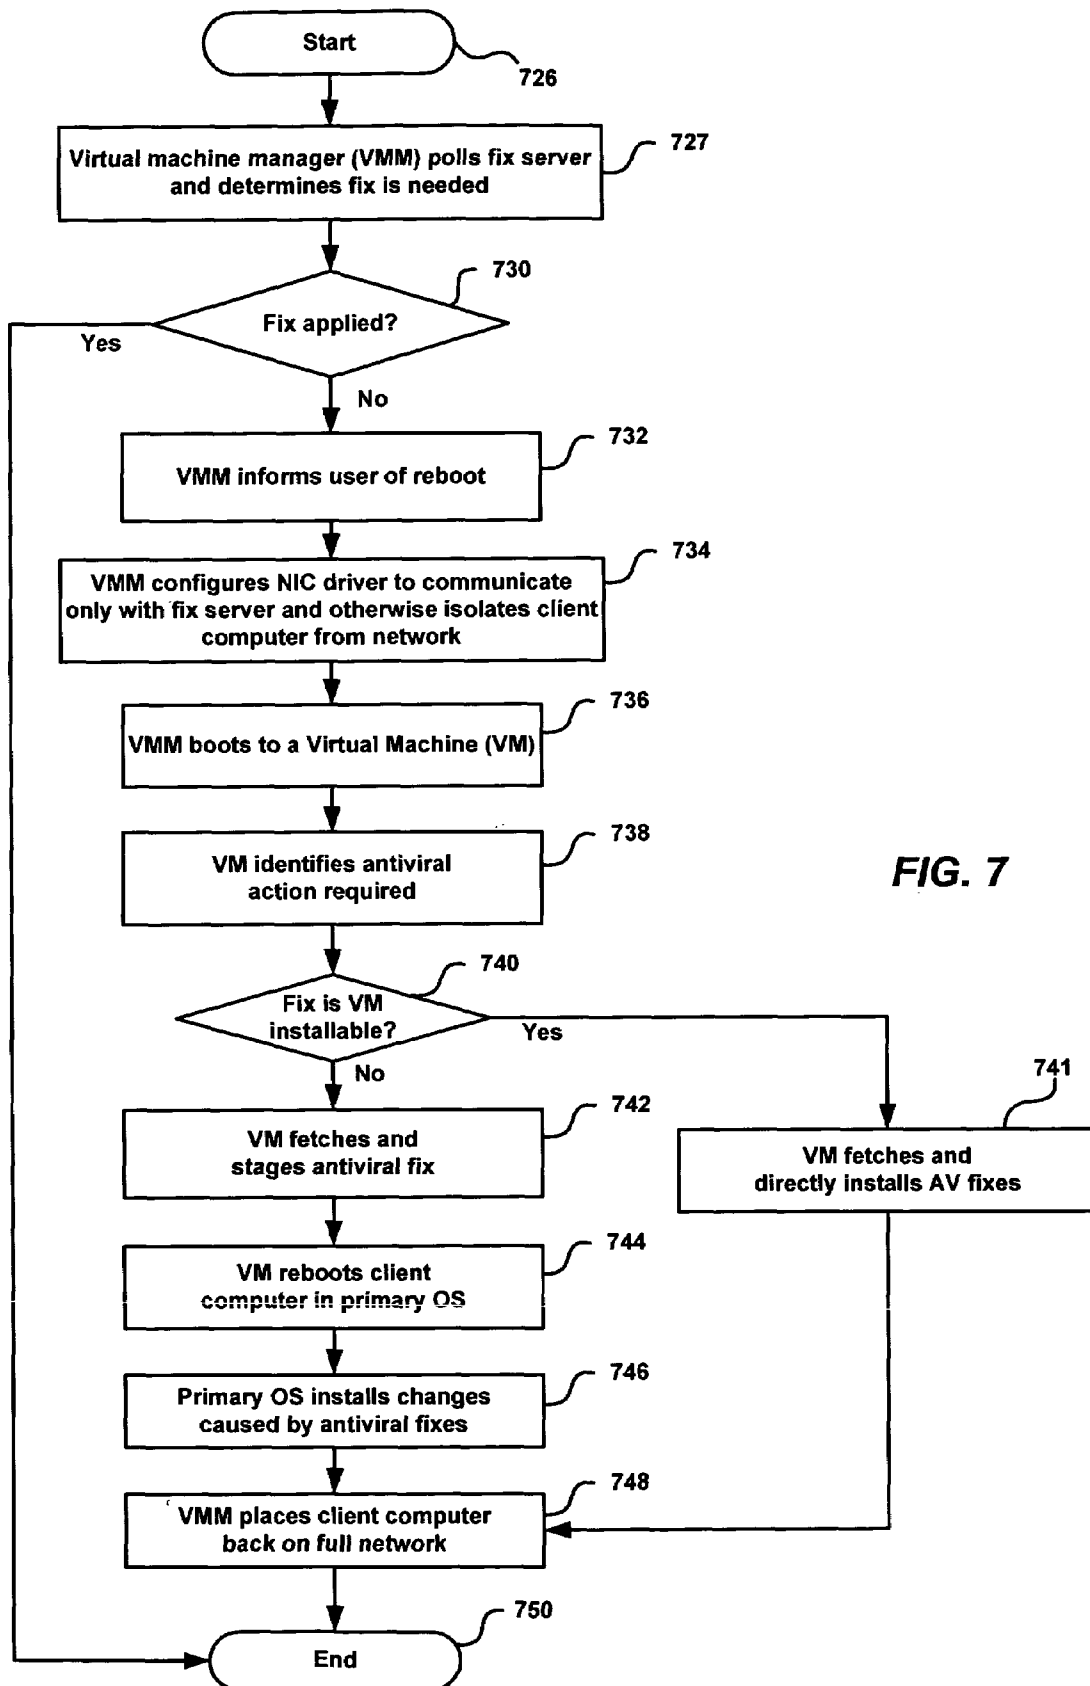 Start
726
Virtual machine manager (VMM) polls fix server
and determines fix is needed
727
730
Fix applied?
Yes
No
732
VMM informs user of reboot
734
VMM configures NIC driver to communicate
only with fix server and otherwise isolates client
computer from network
736
VMM boots to a Virtual Machine (VM)
738
VM identifies antiviral
action required
FIG. 7
740
Fix is VM
installable?
Yes
No
742
VM fetches and
stages antiviral fix
741
VM fetches and
directly installs AV fixes
744
VM reboots client
computer in primary OS
746
Primary OS installs changes
caused by antiviral fixes
748
VMM places client computer
back on full network
750
End